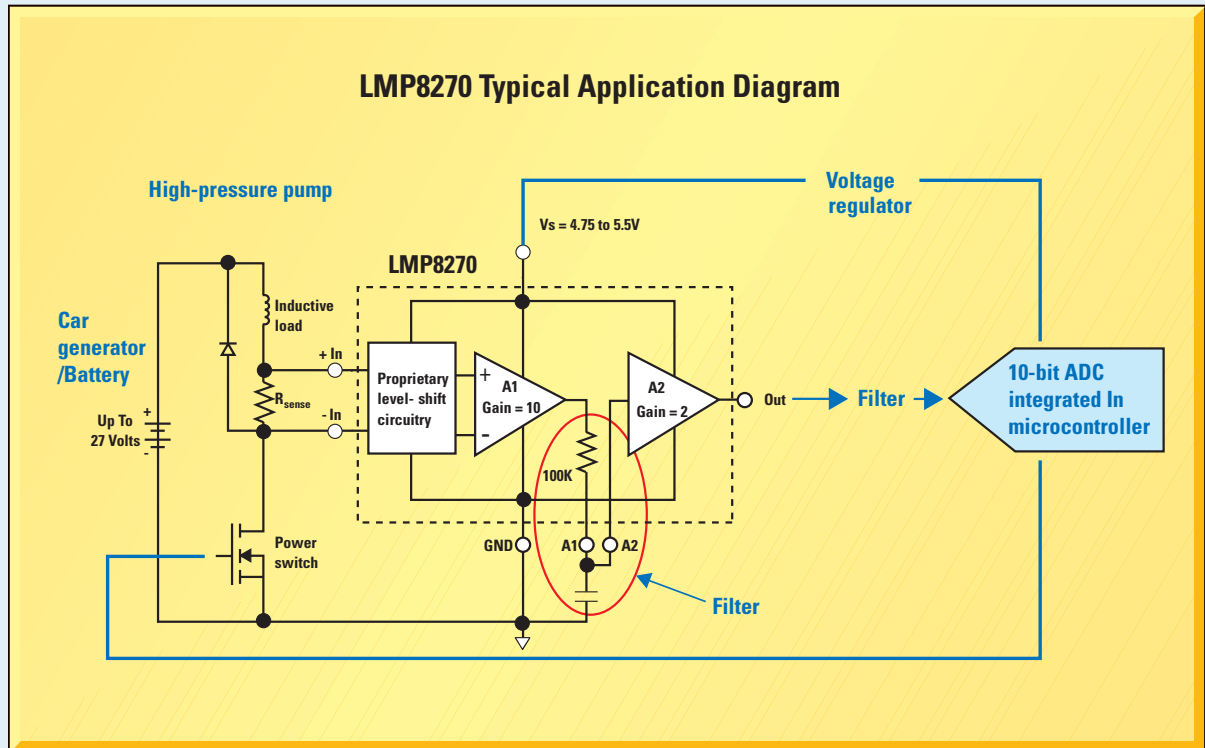 LMP8270 Typical Application Diagram
High-pressure pump
Voltage
regulator
Vs = 4.75 to 5.5V
LMP8270
Car
generator
/Battery
Inductive
load
+ In
Rsense
- In
Up To
27 Volts
+
-
Proprietary
level- shift
circuitry
+
-
A1
Gain = 10
A2
Gain = 2
Out
Filter
10-bit ADC
integrated In
microcontroller
100K
Power
switch
GND
A1
A2
Filter